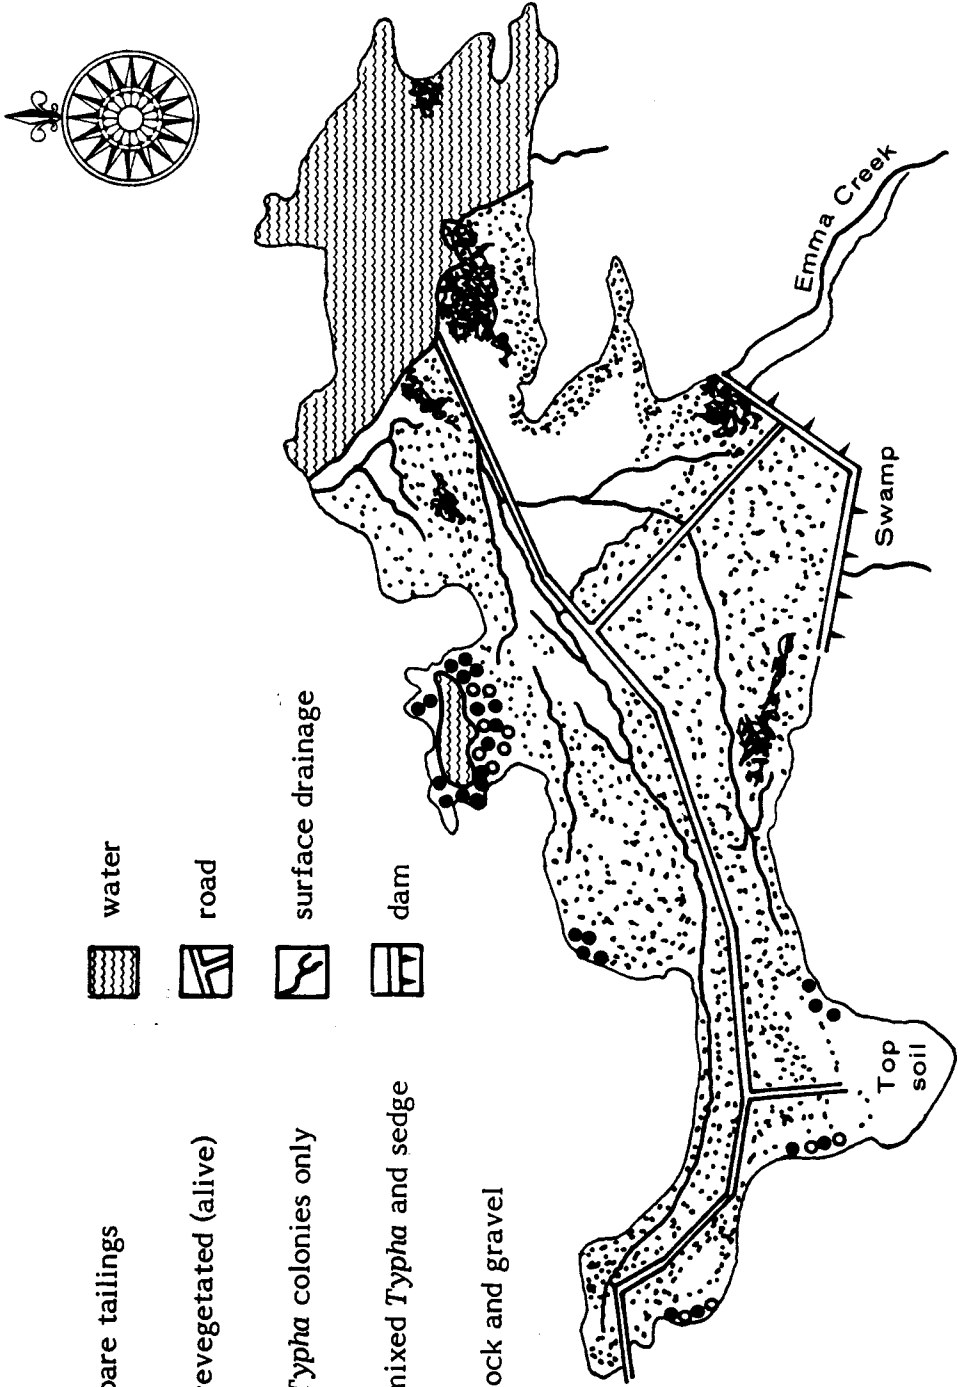 bare tailings
revegetated (alive)
Typha colonies only
mixed Typha and sedge
ock and gravel
water
road
surface drainage
dam
Emma Creek
Swamp
Top
soil